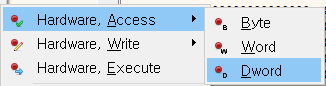 Hardware, Access
Hardware, Write
Hardware, Execute
B Byte
W Word
D Dword